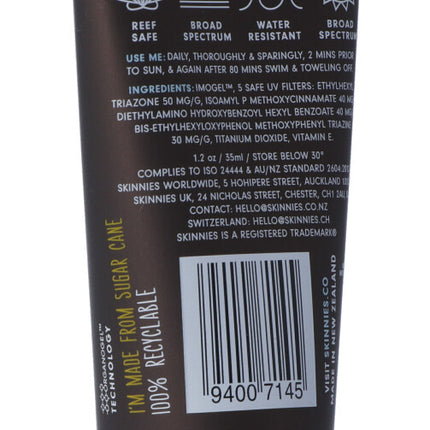 REEF SAFE
BROAD SPECTRUM
WATER RESISTANT
BROAD SPECTRUM
USE ME: DAILY, THOROUGHLY & SPARINGLY, 2 MINS PRIOR
TO SUN, & AGAIN AFTER 80 MINS SWIM & TOWELING OFF
INGREDIENTS: IMOGEL™, 5 SAFE UV FILTERS: ETHYLHEXYL
TRIAZONE 50 MG/G, ISOAMYL P METHOXYCINNAMATE 40 MG
DIETHYLAMINO HYDROXYBENZOYL HEXYL BENZOATE 40 MG
BIS-ETHYLHEXYLOXYPHENOL METHOXYPHENYL TRIAZINE
30 MG/G, TITANIUM DIOXIDE, VITAMIN E.
1.2 oz / 35ml / STORE BELOW 30°
COMPLIES TO ISO 24444 & AU/NZ STANDARD 2604:
SKINNIES WORLDWIDE, 5 HOHIPERE STREET, AUCKLAND
SKINNIES UK, 24 NICHOLAS STREET, CHESTER, CH1
CONTACT: HELLO@SKINNIES.CO.NZ
SWITZERLAND: HELLO@SKINNIES.CH
SKINNIES IS A REGISTERED TRADEMARK®
9400 7145
ORGANOGEL™
TECHNOLOGY
I'M MADE FROM SUGAR CANE
100% RECYCLABLE
VISIT SKINNIES.CO
MADE IN NEW ZEALAND